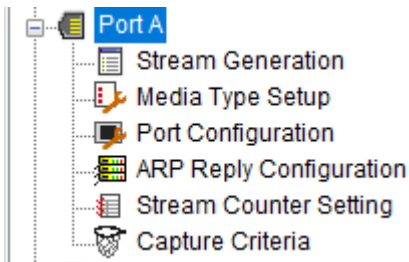 Port A
Stream Generation
Media Type Setup
Port Configuration
ARP Reply Configuration
Stream Counter Setting
Capture Criteria